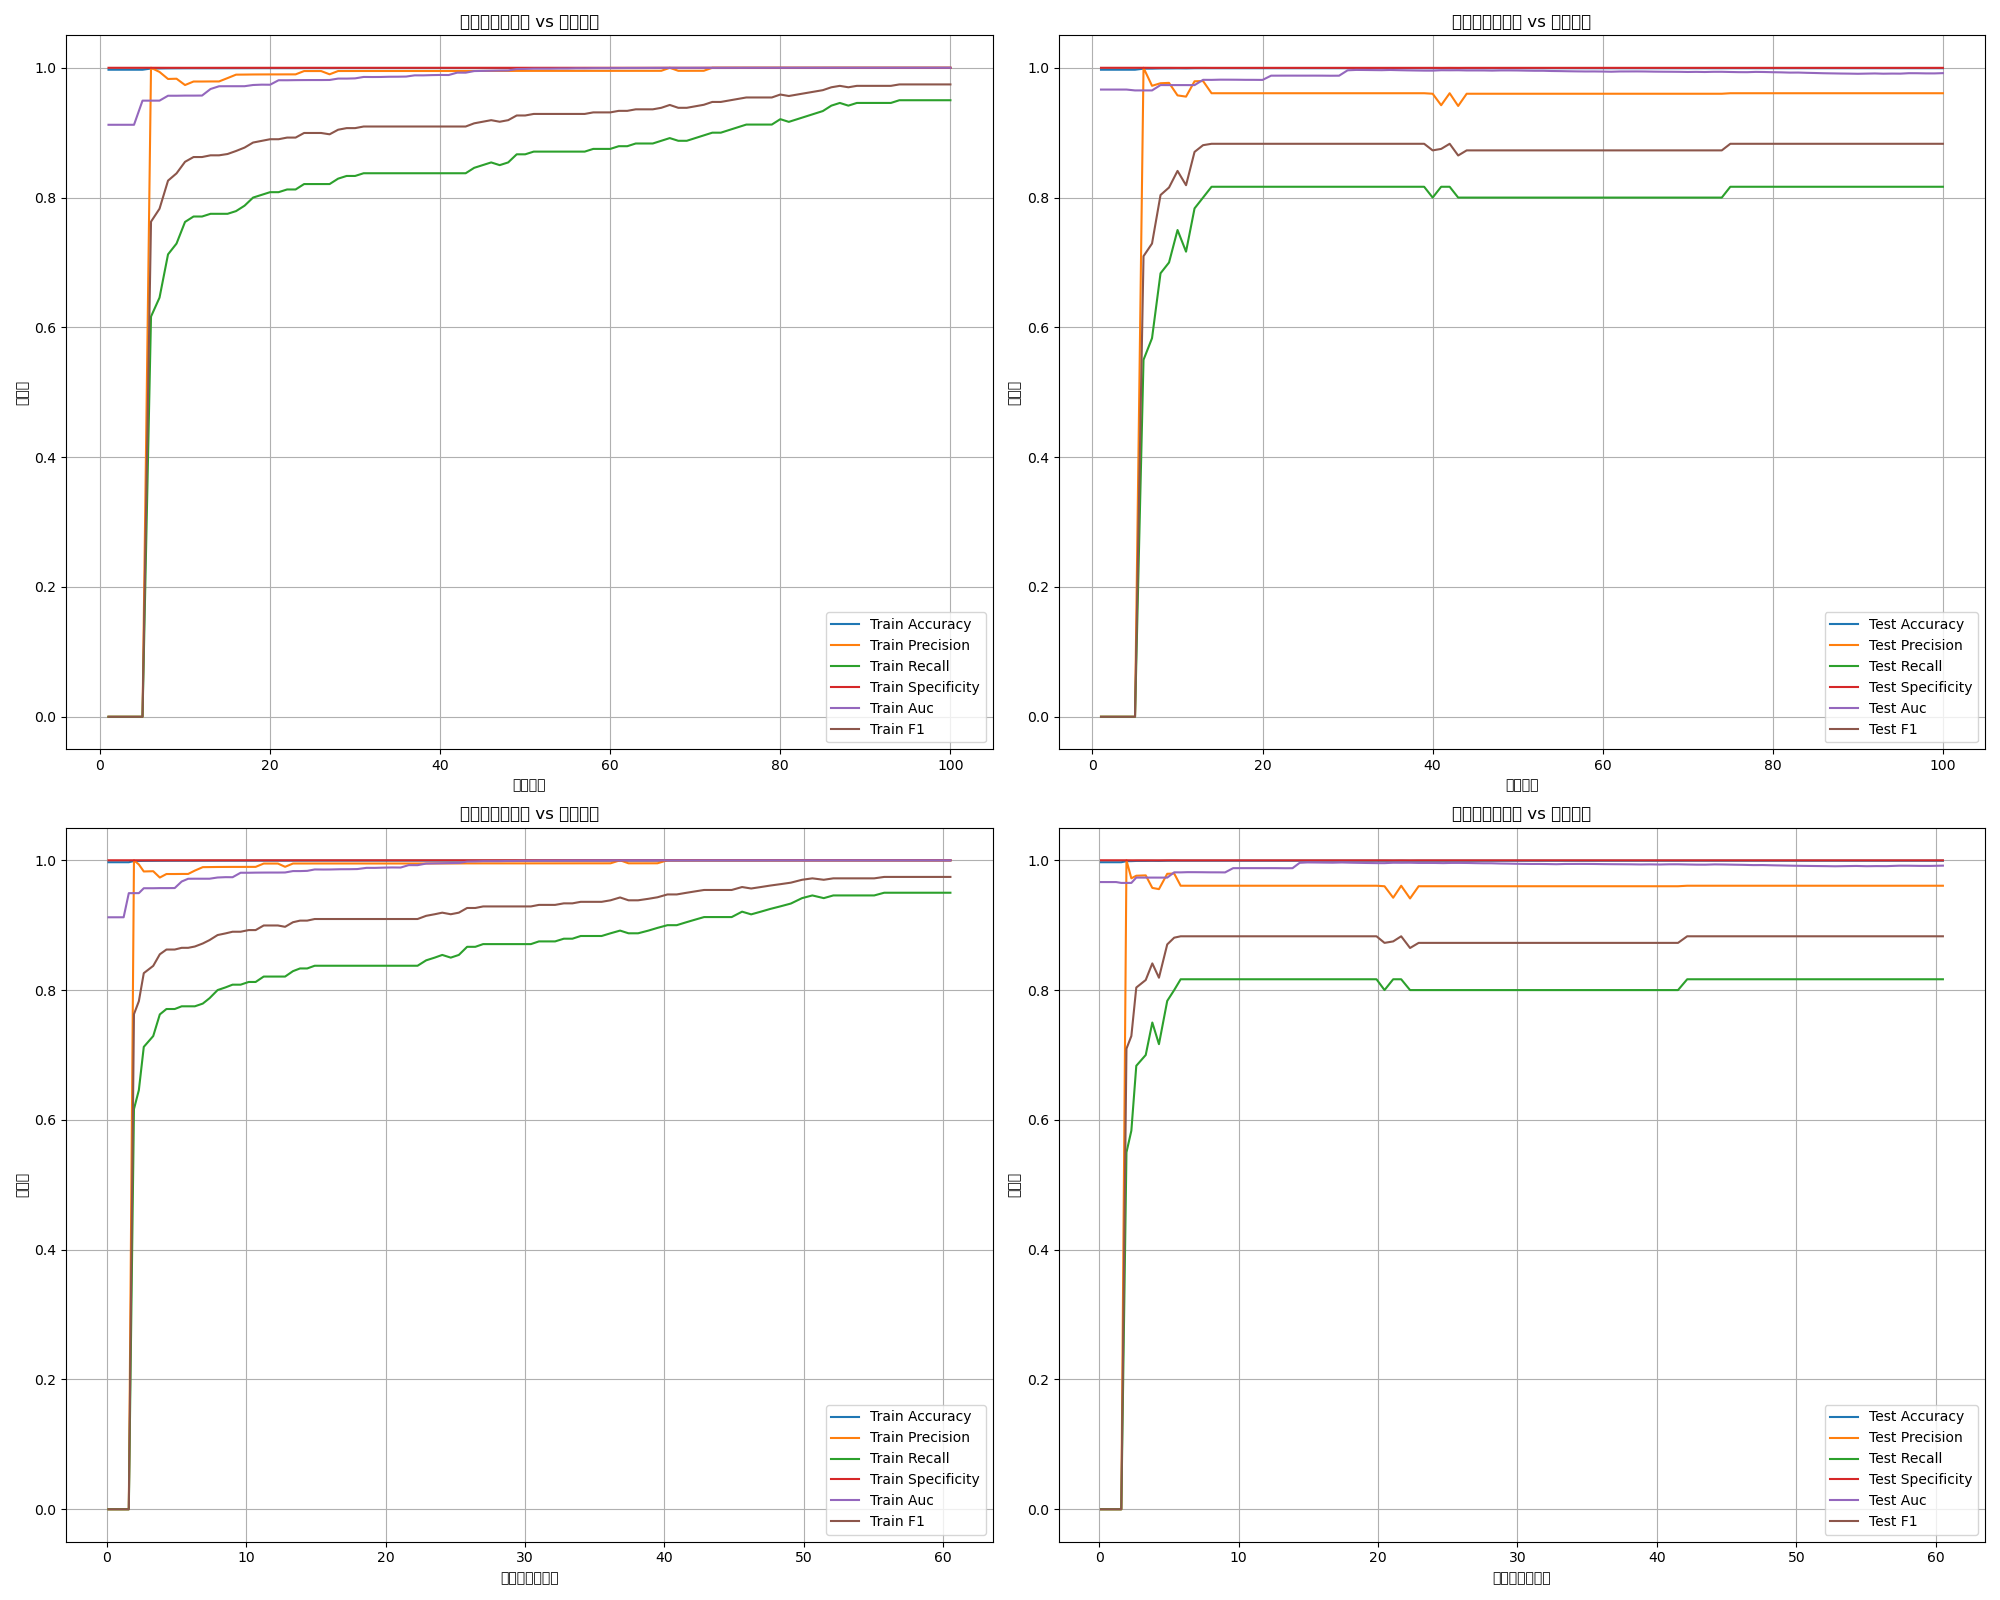 vs
1.0
0.8
0.6
0.4
0.2
0.0
0 20 40 60 80 100
Train Accuracy
Train Precision
Train Recall
Train Specificity
Train Auc
Train F1
vs
1.0
0.8
0.6
0.4
0.2
0.0
0 20 40 60 80 100
Test Accuracy
Test Precision
Test Recall
Test Specificity
Test Auc
Test F1
vs
1.0
0.8
0.6
0.4
0.2
0.0
0 10 20 30 40 50 60
Train Accuracy
Train Precision
Train Recall
Train Specificity
Train Auc
Train F1
vs
1.0
0.8
0.6
0.4
0.2
0.0
0 10 20 30 40 50 60
Test Accuracy
Test Precision
Test Recall
Test Specificity
Test Auc
Test F1